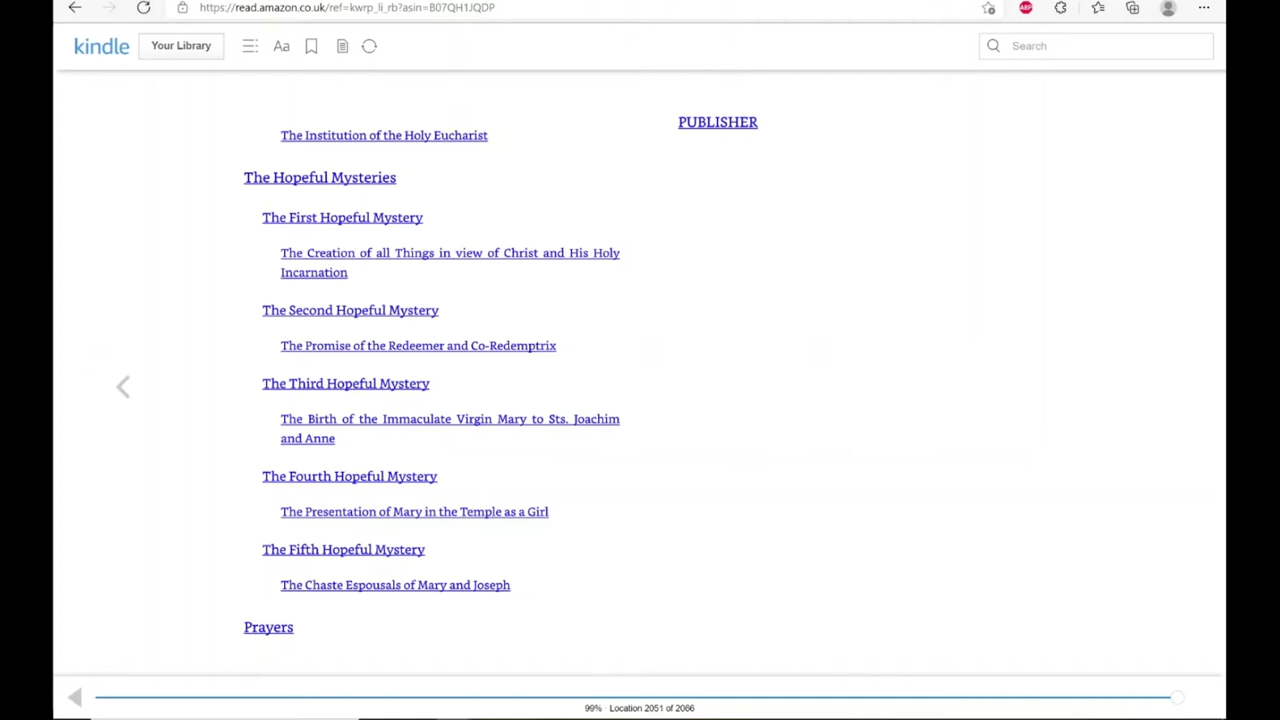 https://read.amazon.co.uk/ref=kwrp_li_rb?asin=B07QH1JQDP
ABP
kindle
Your Library
Aa
Search
The Institution of the Holy Eucharist
The Hopeful Mysteries
The First Hopeful Mystery
The Creation of all Things in view of Christ and His Holy
Incarnation
The Second Hopeful Mystery
The Promise of the Redeemer and Co-Redemptrix
The Third Hopeful Mystery
The Birth of the Immaculate Virgin Mary to Sts. Joachim
and Anne
The Fourth Hopeful Mystery
The Presentation of Mary in the Temple as a Girl
The Fifth Hopeful Mystery
The Chaste Espousals of Mary and Joseph
Prayers
PUBLISHER
99% · Location 2051 of 2066